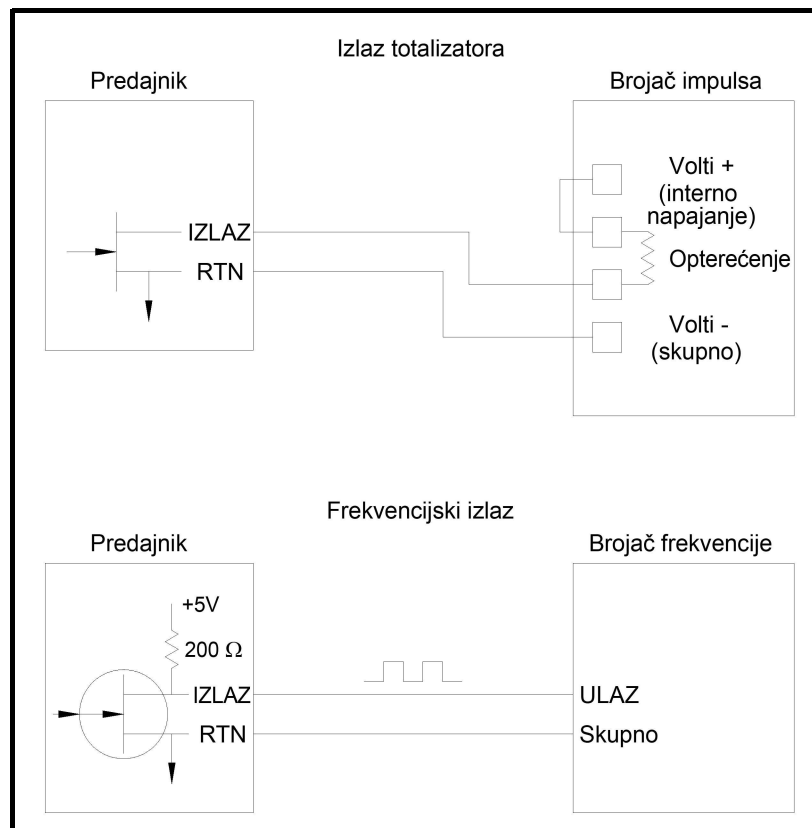 Izlaz totalizatora
Predajnik
Brojač impulsa
Volti +
(interno
napajanje)
IZLAZ
Opterećenje
RTN
Volti -
(skupno)
Frekvencijski izlaz
Predajnik
Brojač frekvencije
+5V
200 Ω
IZLAZ
ULAZ
RTN
Skupno